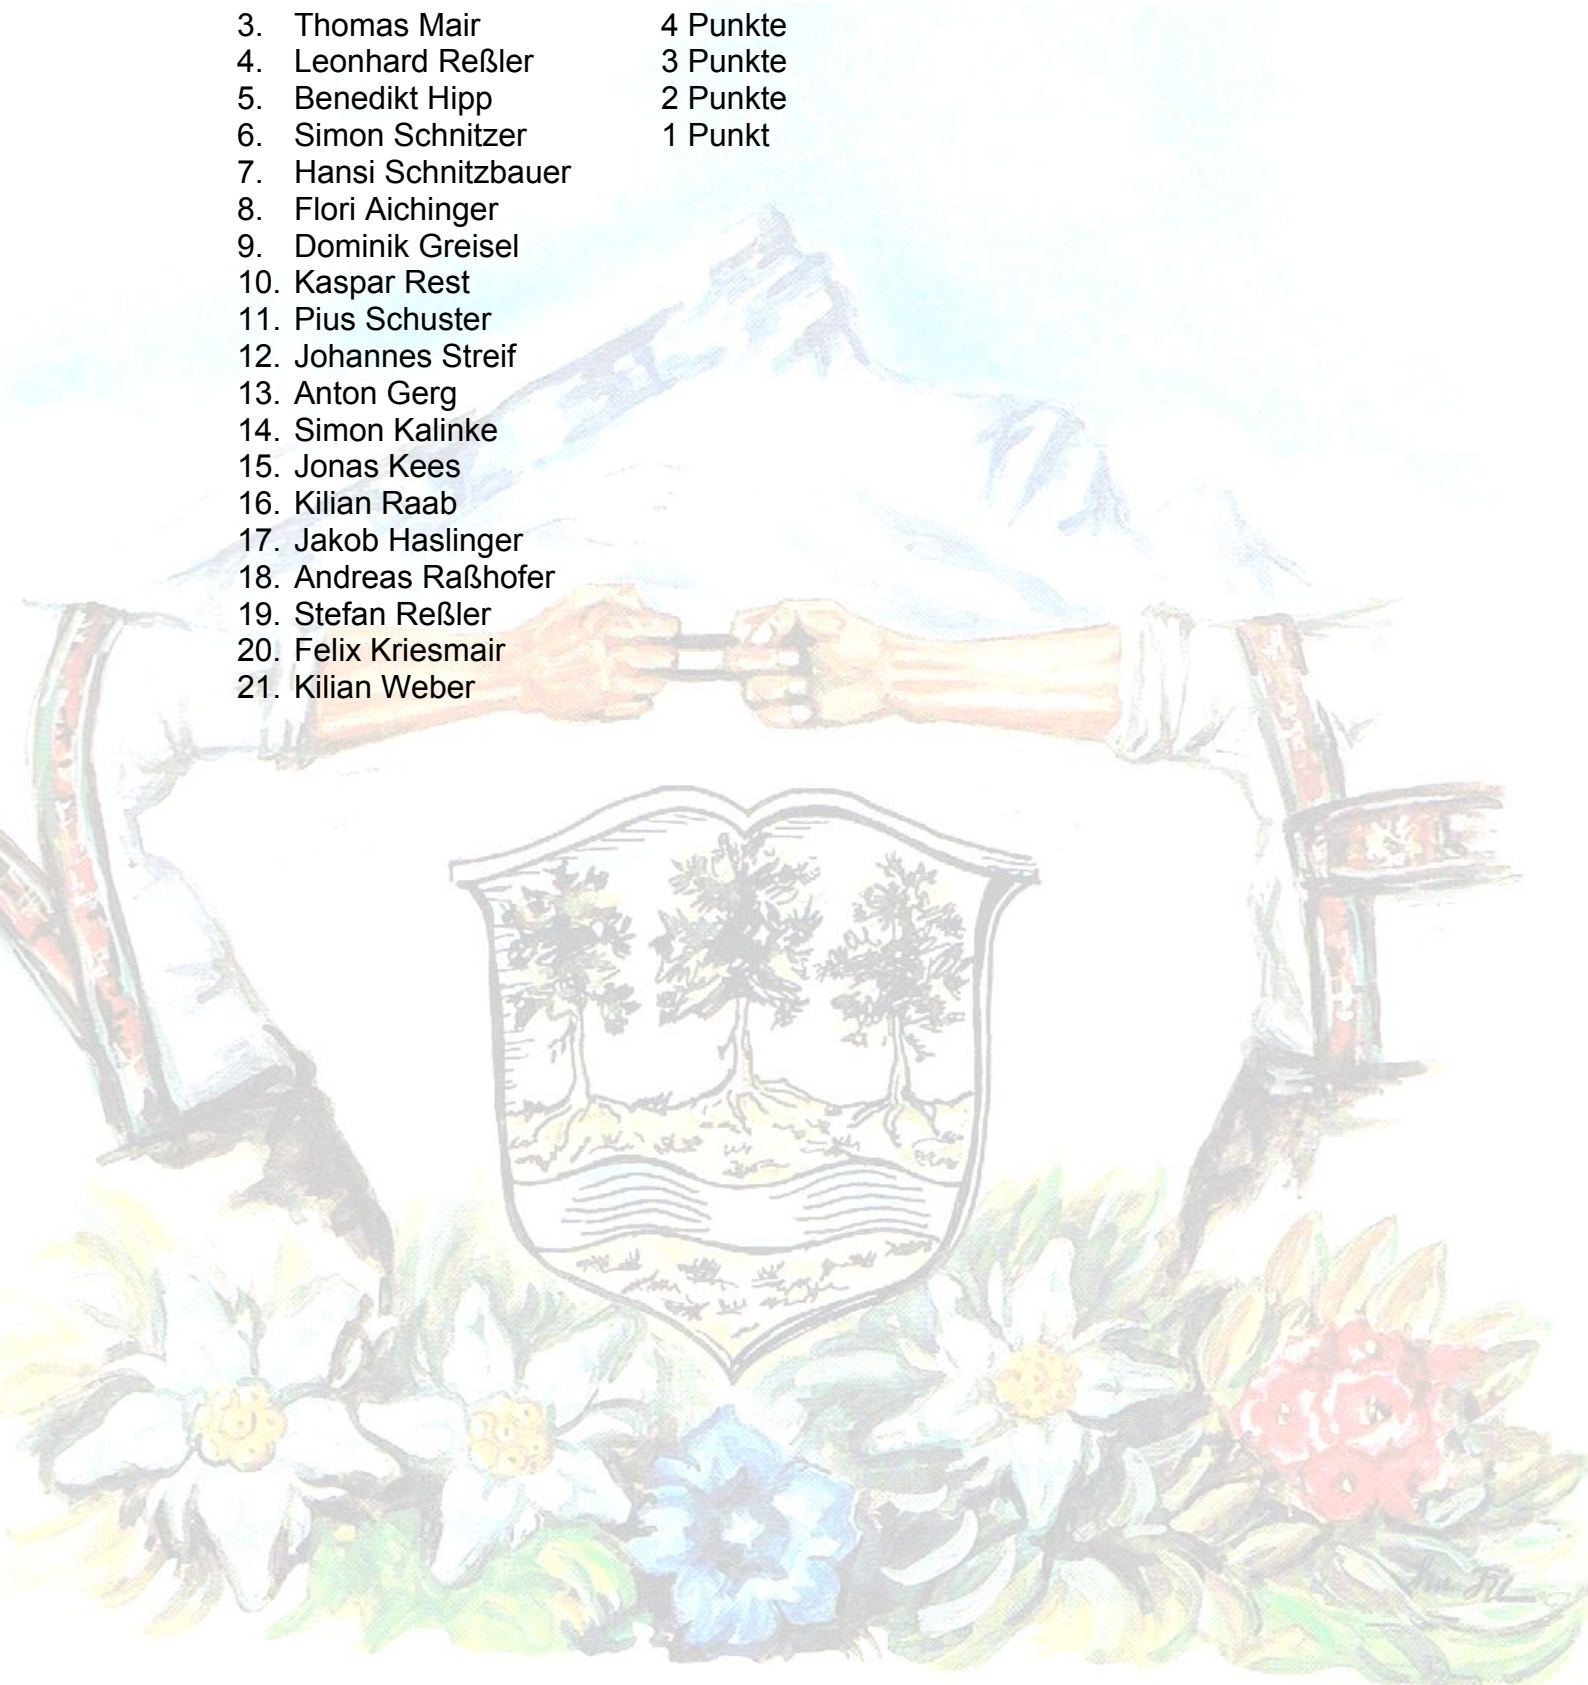 3. Thomas Mair 4 Punkte
4. Leonhard Reßler 3 Punkte
5. Benedikt Hipp 2 Punkte
6. Simon Schnitzer 1 Punkt
7. Hansi Schnitzbauer
8. Flori Aichinger
9. Dominik Greisel
10. Kaspar Rest
11. Pius Schuster
12. Johannes Streif
13. Anton Gerg
14. Simon Kalinke
15. Jonas Kees
16. Kilian Raab
17. Jakob Haslinger
18. Andreas Raßhofer
19. Stefan Reßler
20. Felix Kriesmair
21. Kilian Weber